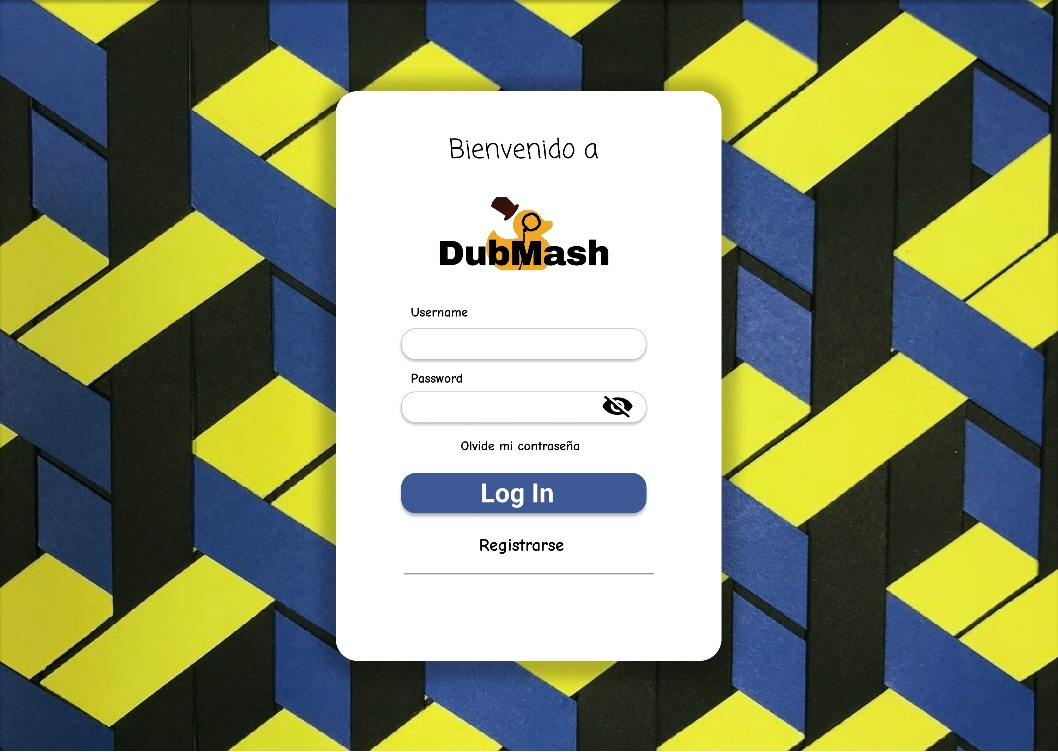 Bienvenido a
DubMash
Username
Password
Olvide mi contraseña
Log In
Registrarse